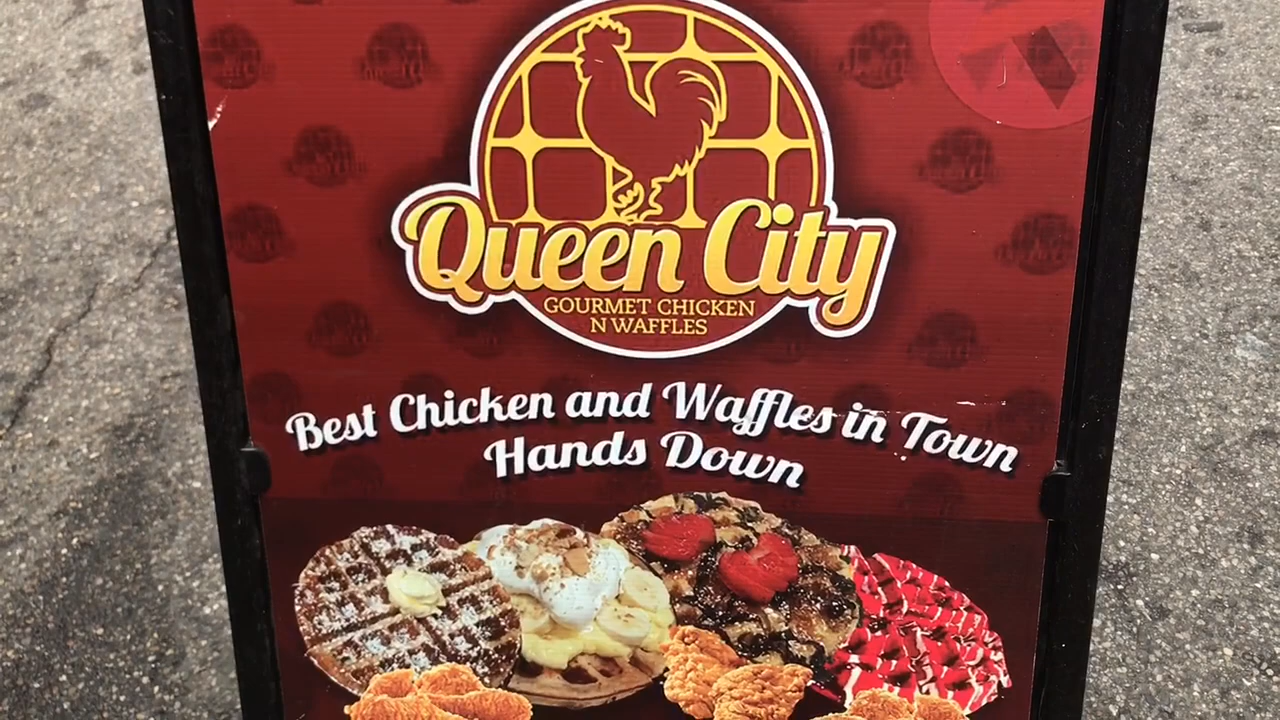 Queen City
GOURMET CHICKEN
N WAFFLES
Best Chicken and Waffles in Town
Hands Down